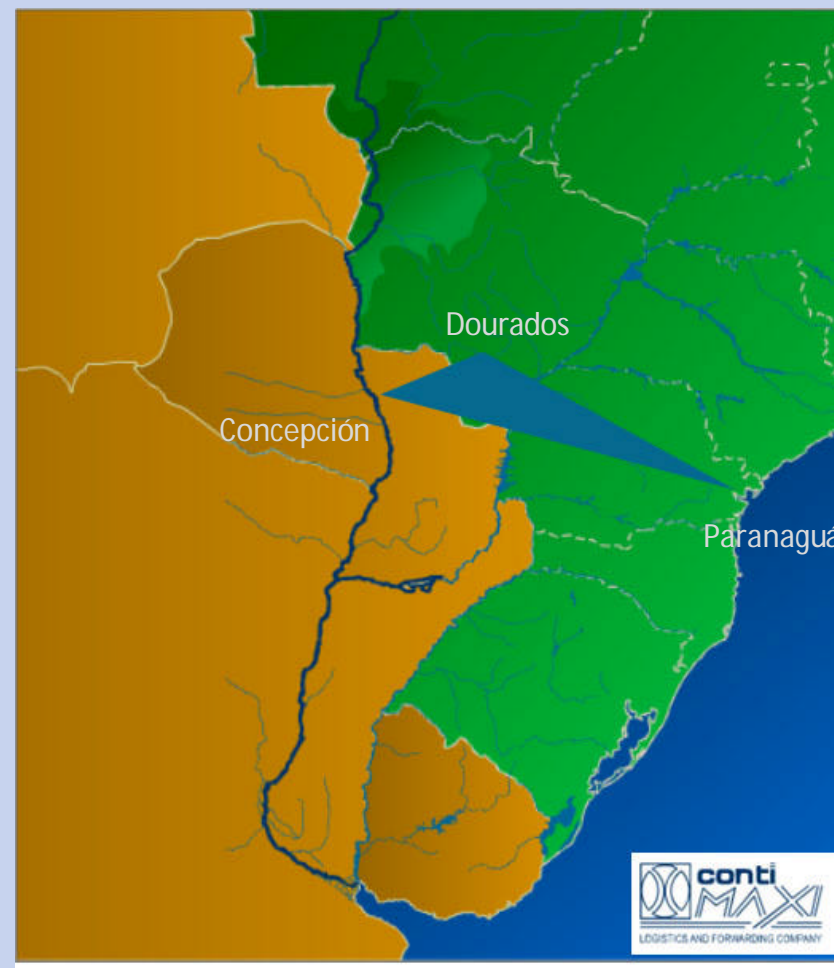 Dourados
Concepción
Paranaguá
conti
MAXI
LOGISTICS AND FORWARDING COMPANY